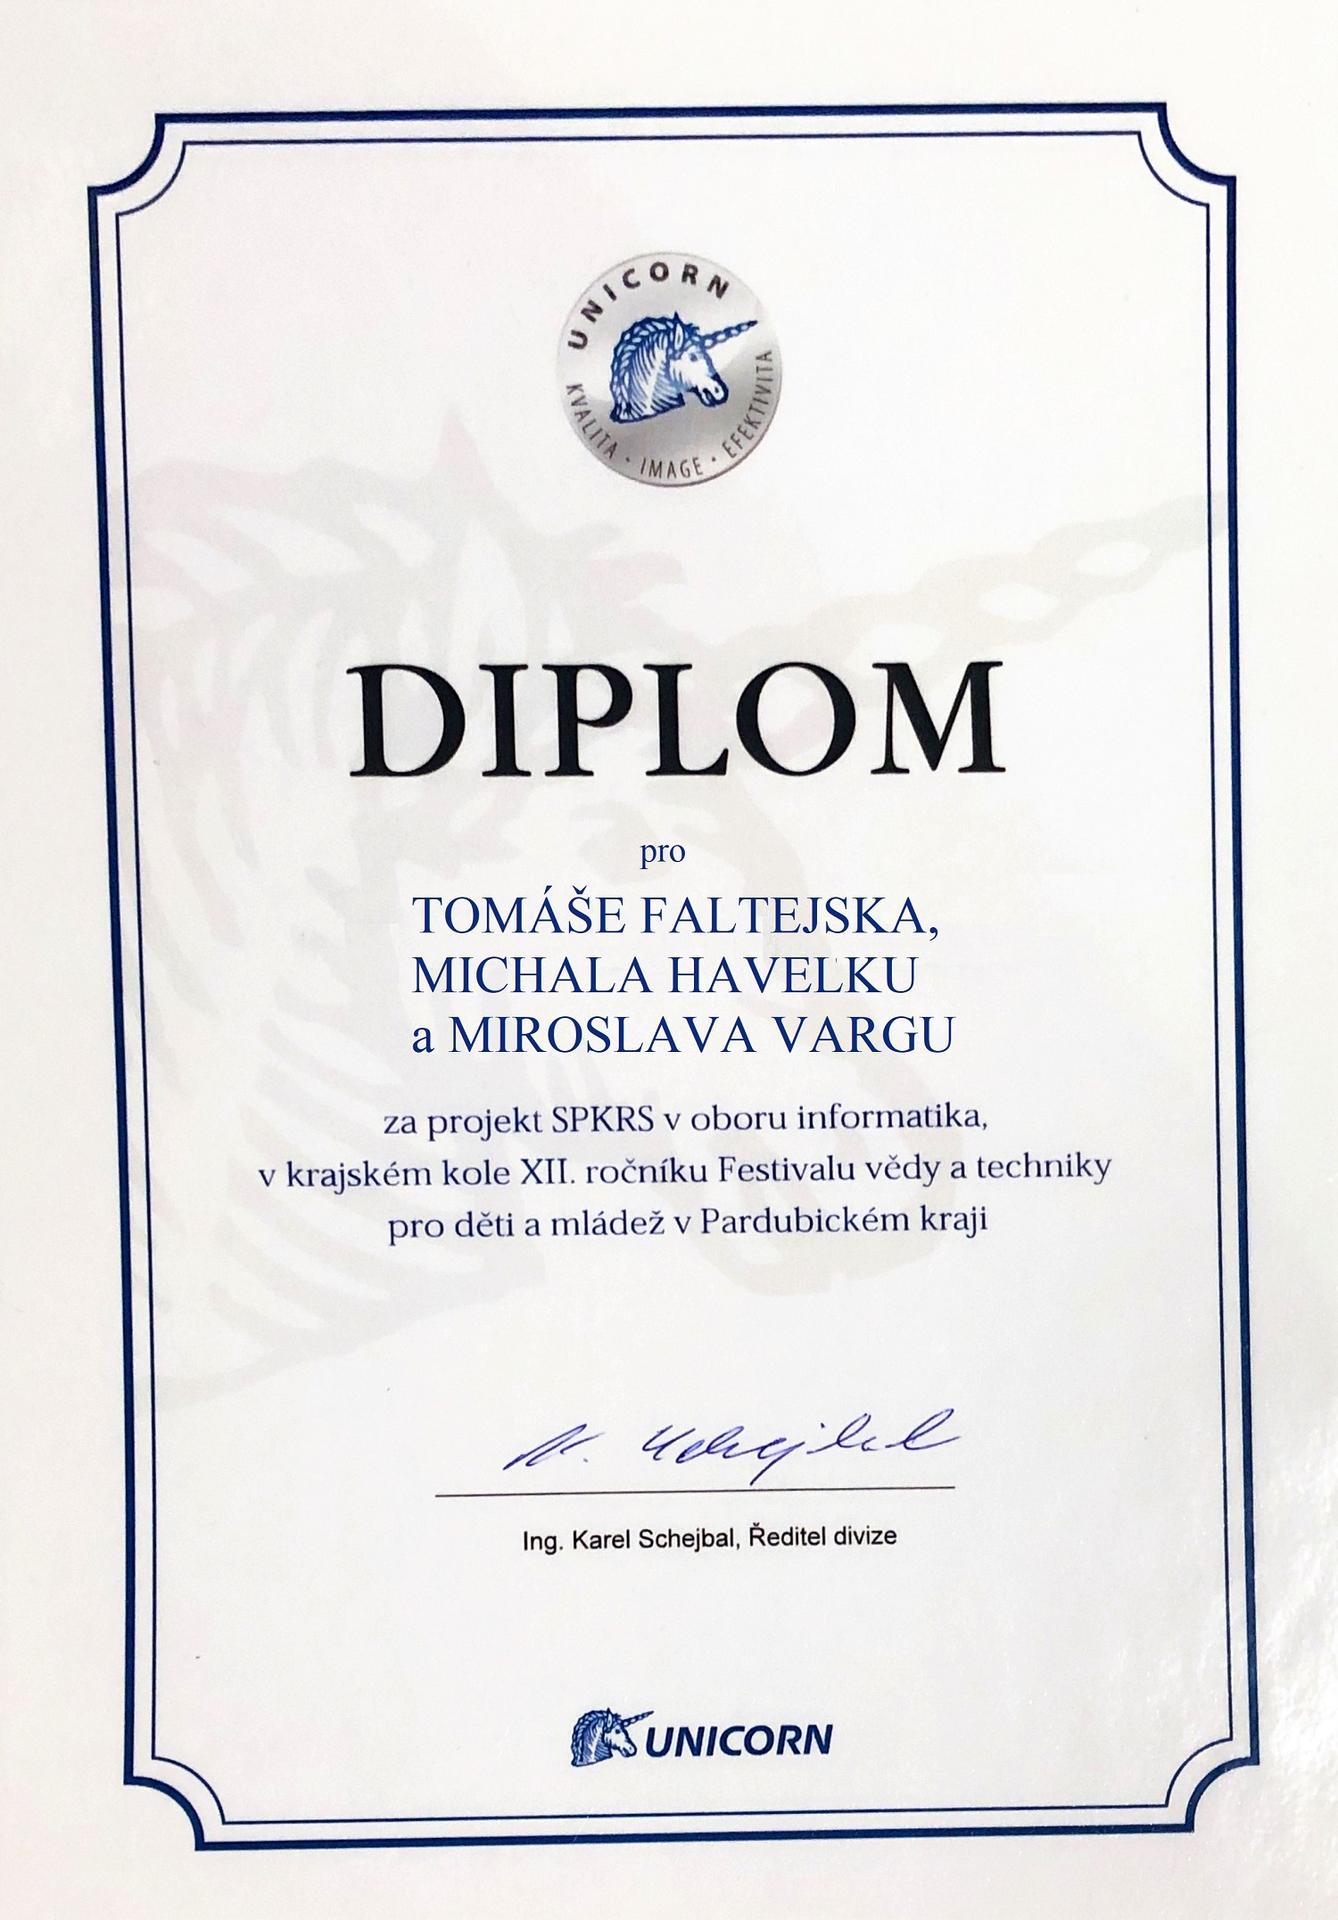 UNICORN
KVALITA · IMAGE · EFEKTIVITA
DIPLOM
pro
TOMÁŠE FALTEJSKA,
MICHALA HAVELKU
a MIROSLAVA VARGU
za projekt SPKRS v oboru informatika,
v krajském kole XII. ročníku Festivalu vědy a techniky
pro děti a mládež v Pardubickém kraji
K. Schejbal
Ing. Karel Schejbal, Ředitel divize
UNICORN